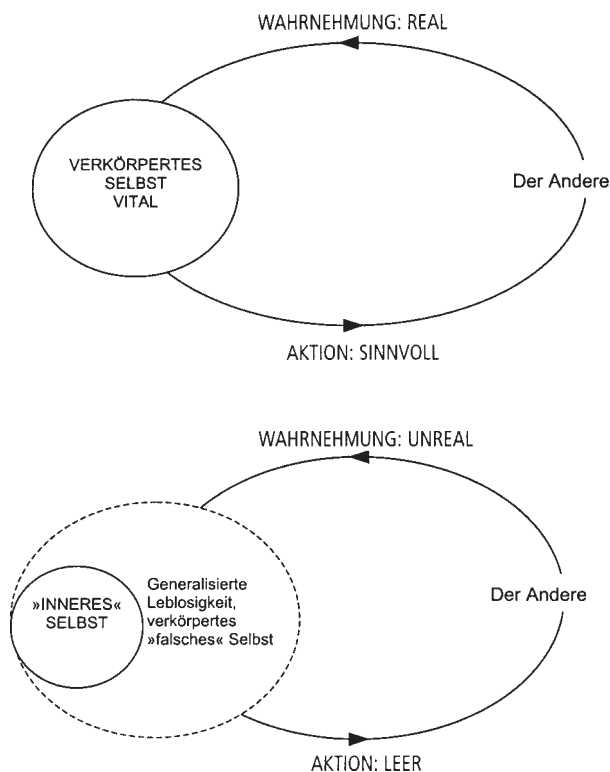 WAHRNEHMUNG: REAL
VERKÖRPERTES
SELBST
VITAL
Der Andere
AKTION: SINNVOLL
WAHRNEHMUNG: UNREAL
»INNERES«
SELBST
Generalisierte
Leblosigkeit,
verkörpertes
»falsches« Selbst
Der Andere
AKTION: LEER